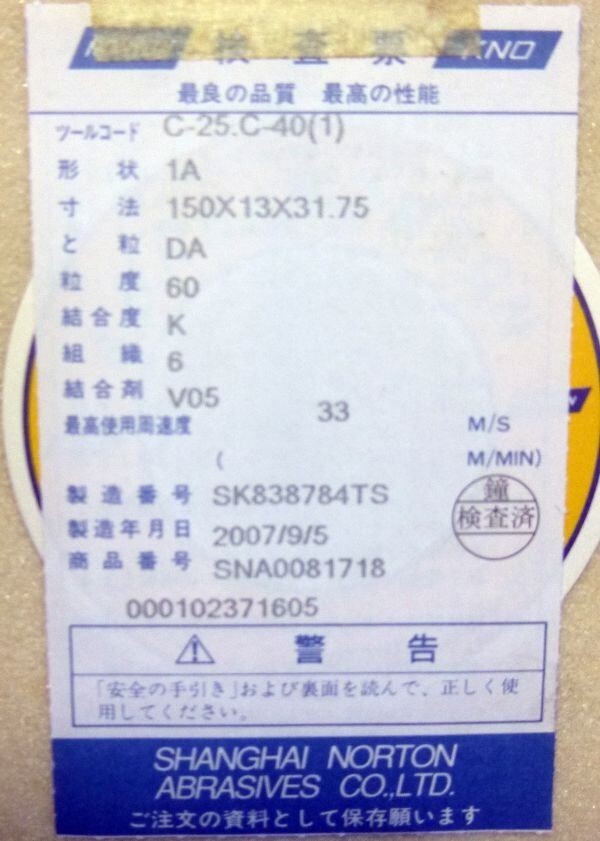 検査票 KNO
最良の品質 最高の性能
ツールコード C-25.C-40(1)
形状 1A
寸法 150X13X31.75
と粒 DA
粒度 60
結合度 K
組織 6
結合剤 V05
最高使用周速度 33 M/S
( M/MIN)
製造番号 SK838784TS
製造年月日 2007/9/5
商品番号 SNA0081718
鐘
検査済
000102371605
警告
「安全の手引き」および裏面を読んで、正しく使
用してください。
SHANGHAI NORTON
ABRASIVES CO.,LTD.
ご注文の資料として保存願います